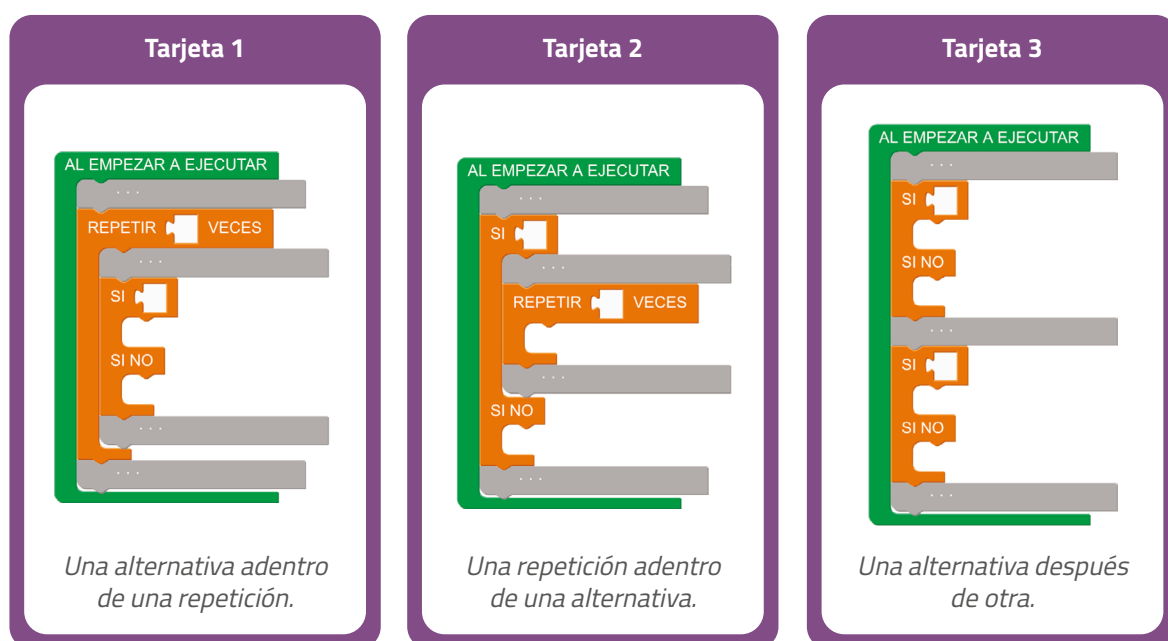 Tarjeta 1
AL EMPEZAR A EJECUTAR
...
REPETIR VECES
...
SI
SI NO
...
...
Una alternativa adentro
de una repetición.
Tarjeta 2
AL EMPEZAR A EJECUTAR
...
SI
...
REPETIR VECES
...
SI NO
...
Una repetición adentro
de una alternativa.
Tarjeta 3
AL EMPEZAR A EJECUTAR
...
SI
SI NO
...
SI
SI NO
...
Una alternativa después
de otra.